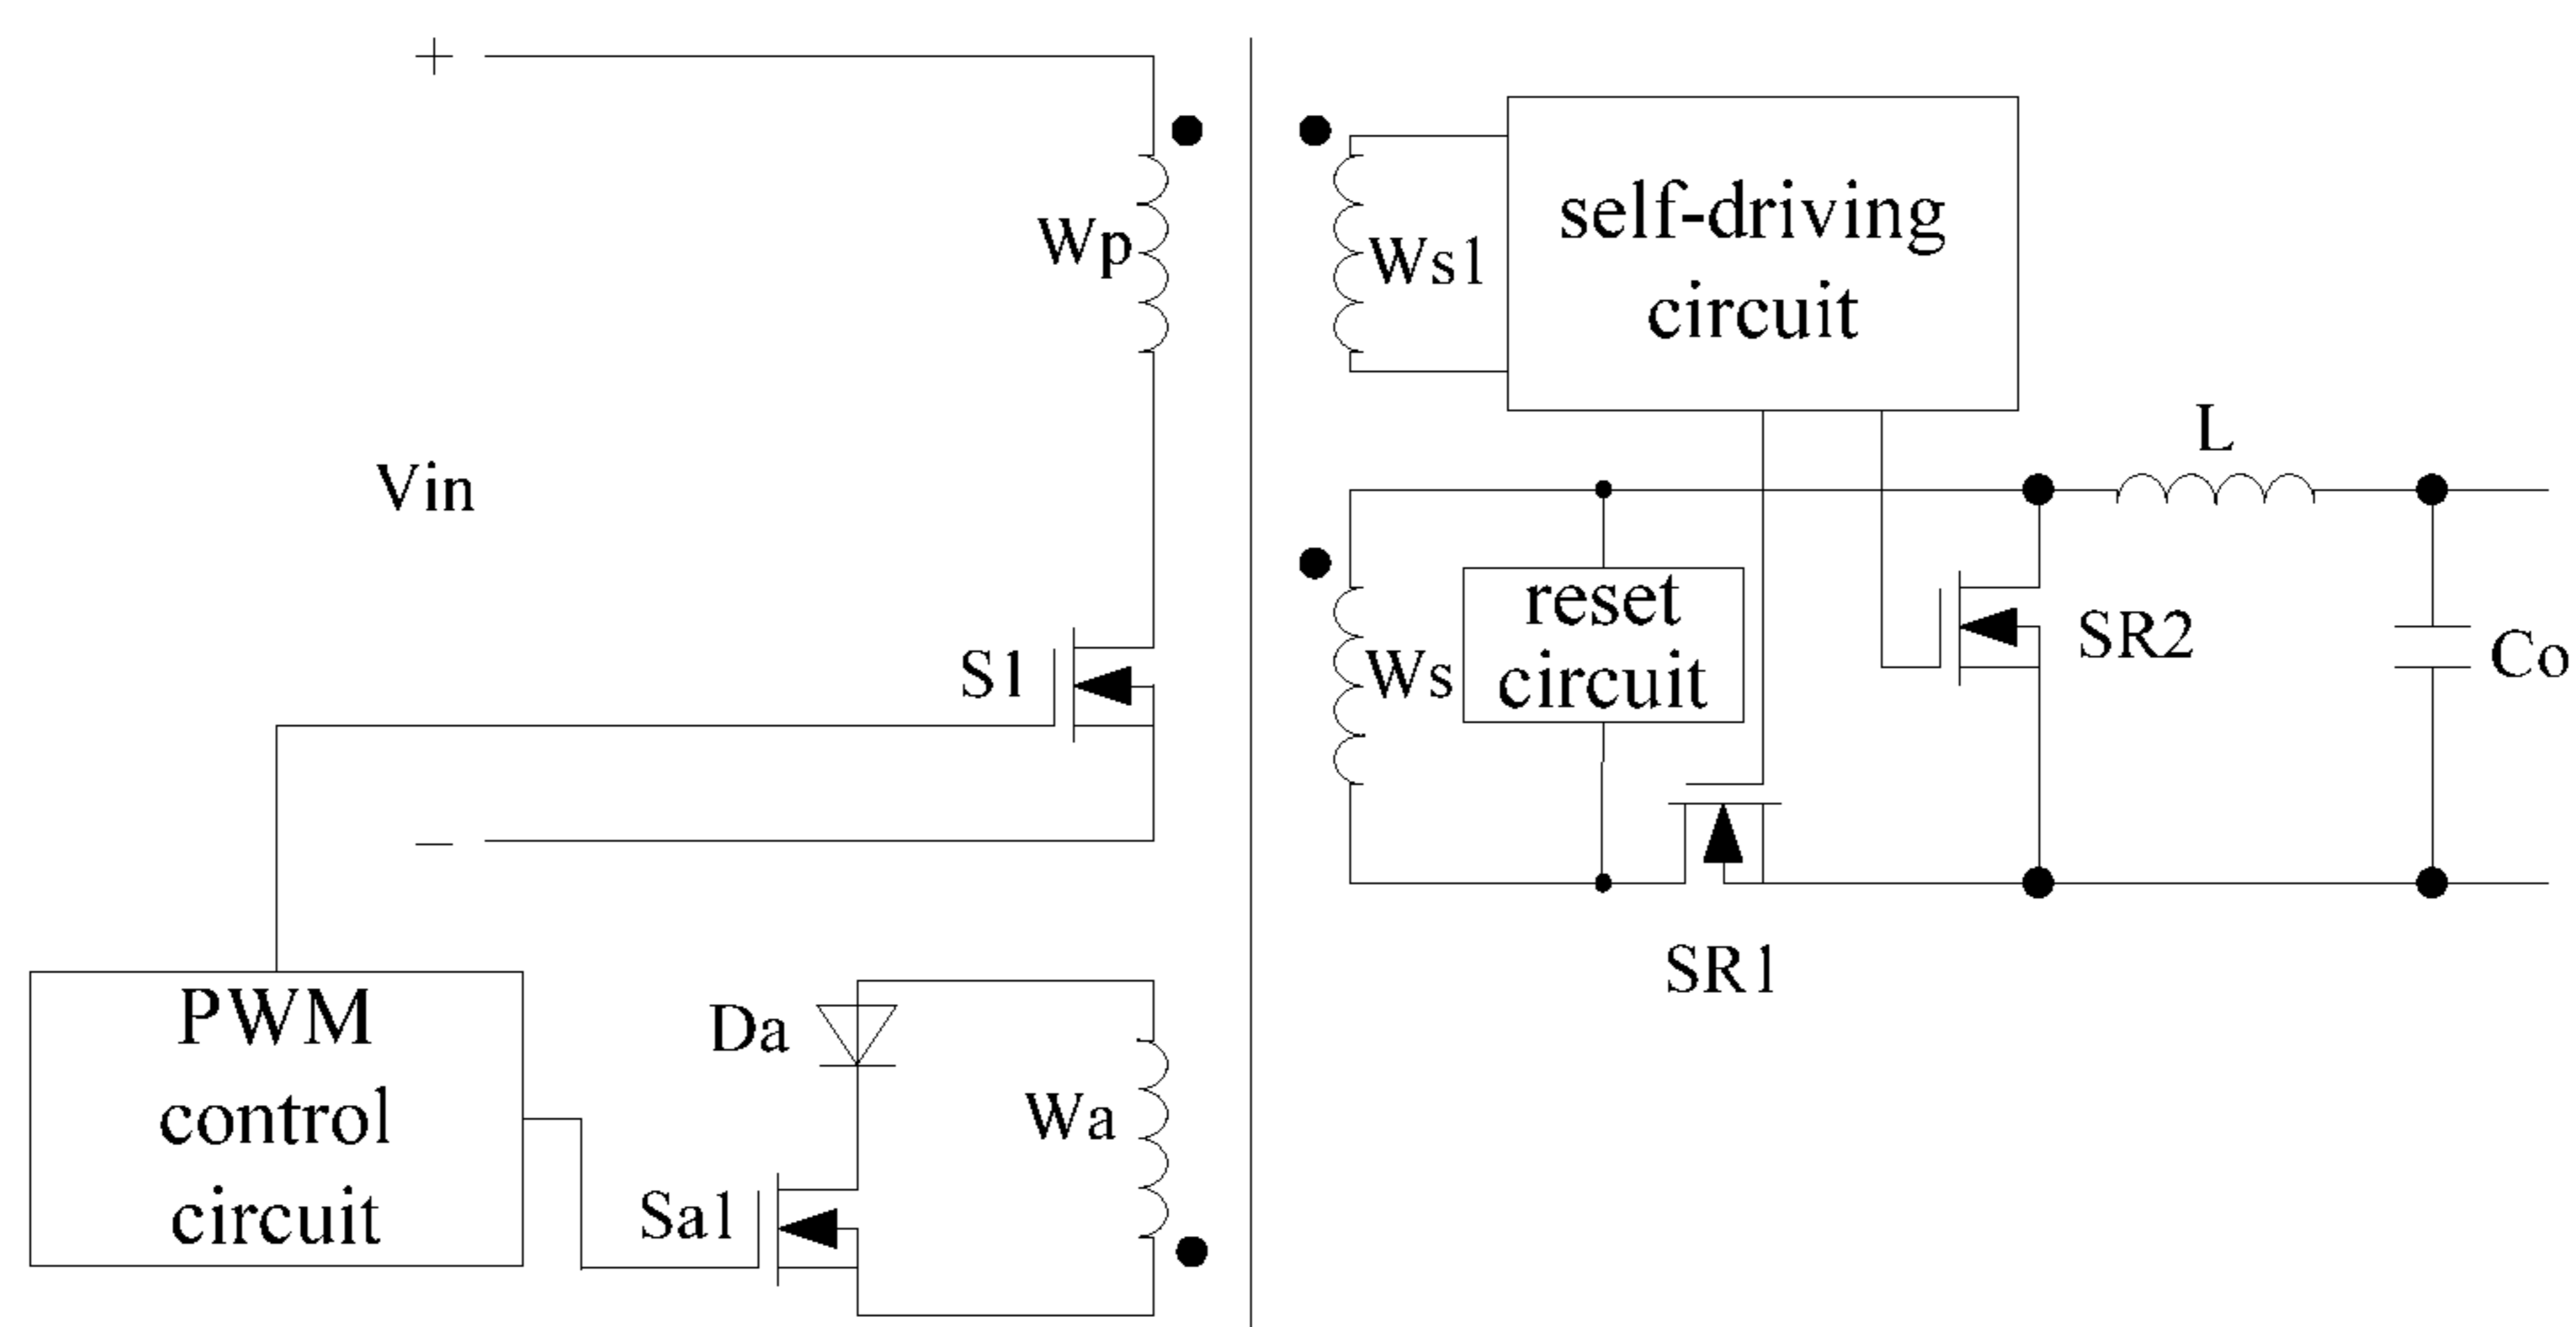 +
Wp
Ws1
self-driving
circuit
Vin
L
S1
Ws
reset
circuit
SR2
Co
−
SR1
PWM
control
circuit
Da
Wa
Sa1